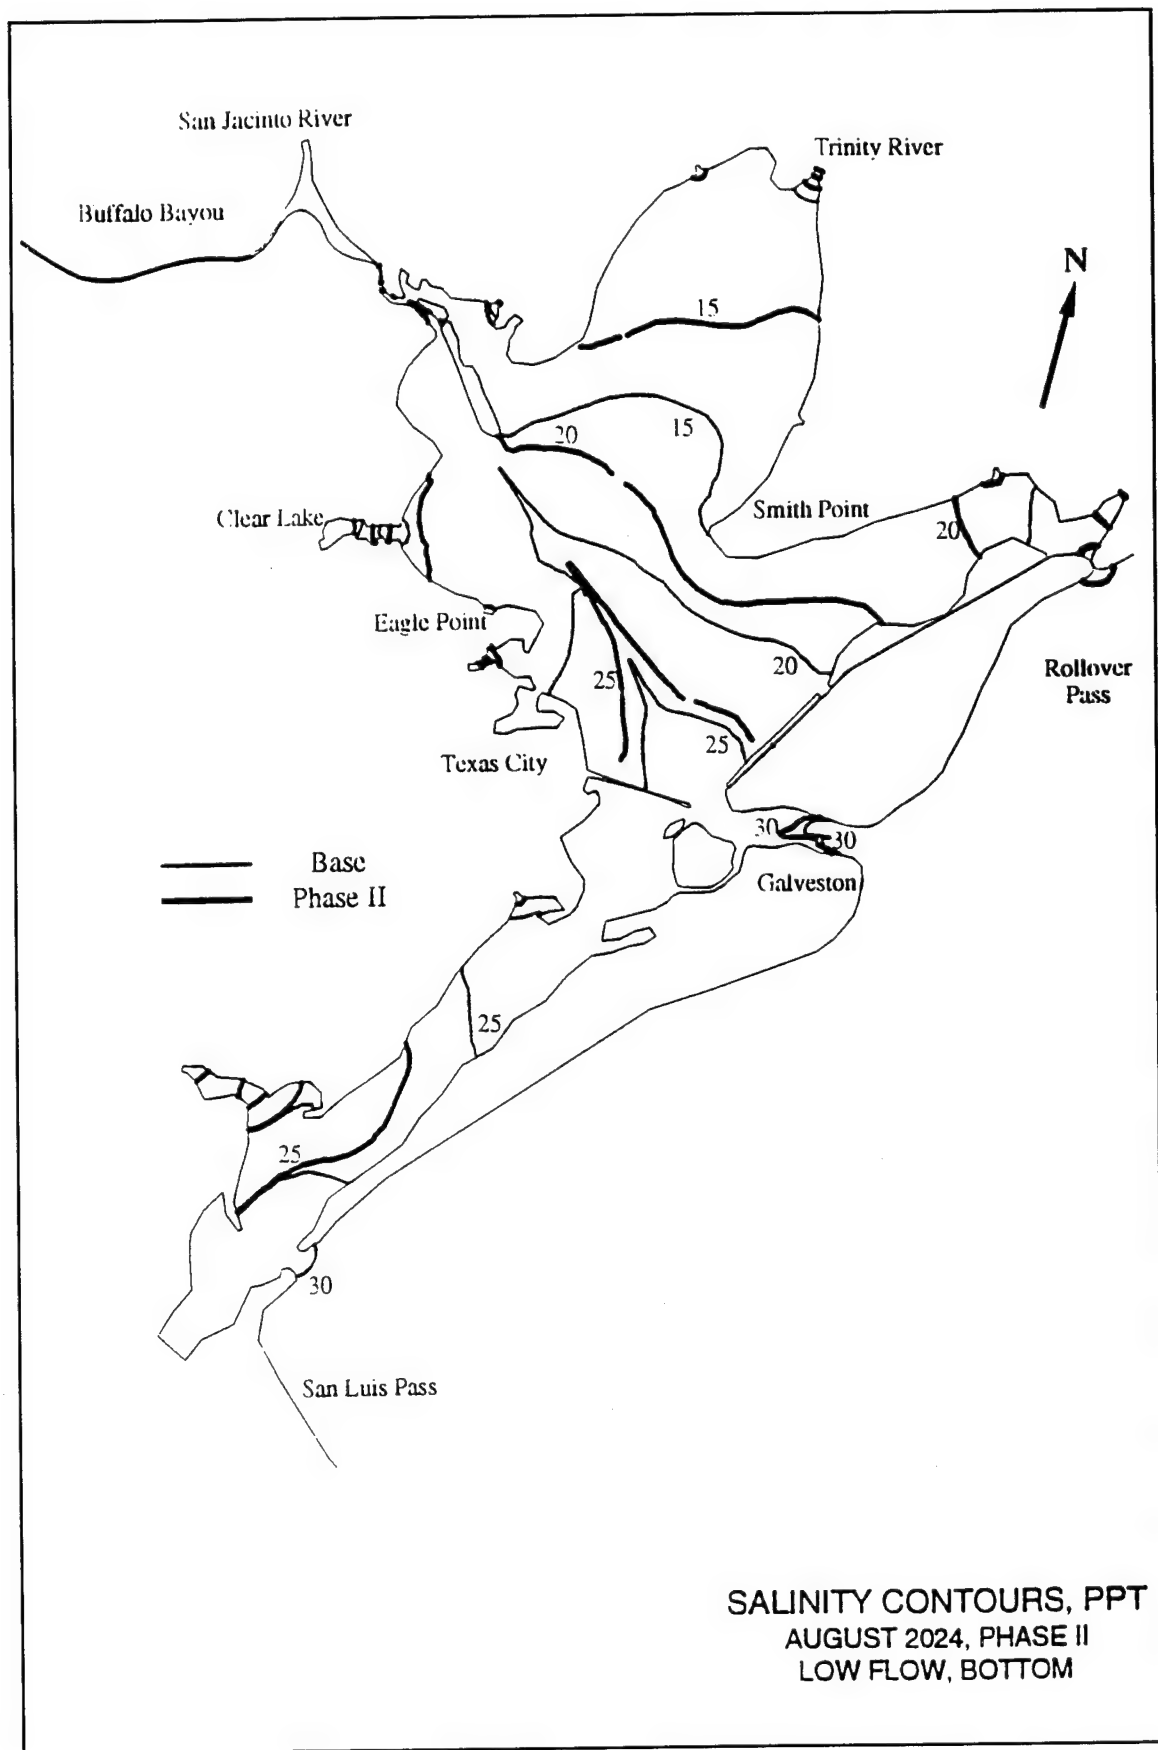 San Jacinto River
Trinity River
Buffalo Bayou
N
15
20
15
Smith Point
Clear Lake
20
Eagle Point
20
Rollover
Pass
25
25
Texas City
30
30
Base
Galveston
Phase II
25
25
30
San Luis Pass
SALINITY CONTOURS, PPT
AUGUST 2024, PHASE II
LOW FLOW, BOTTOM